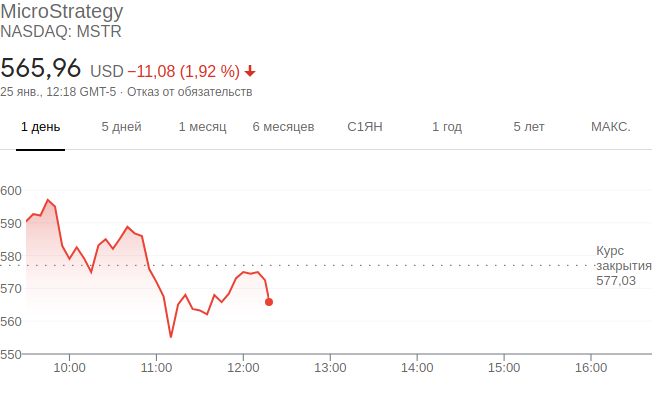 MicroStrategy
NASDAQ: MSTR
565,96 USD −11,08 (1,92 %)
25 янв., 12:18 GMT-5 · Отказ от обязательств
1 день 5 дней 1 месяц 6 месяцев С1ЯН 1 год 5 лет МАКС.
600
590
580
570
560
550
Курс
закрытия
577,03
10:00 11:00 12:00 13:00 14:00 15:00 16:00